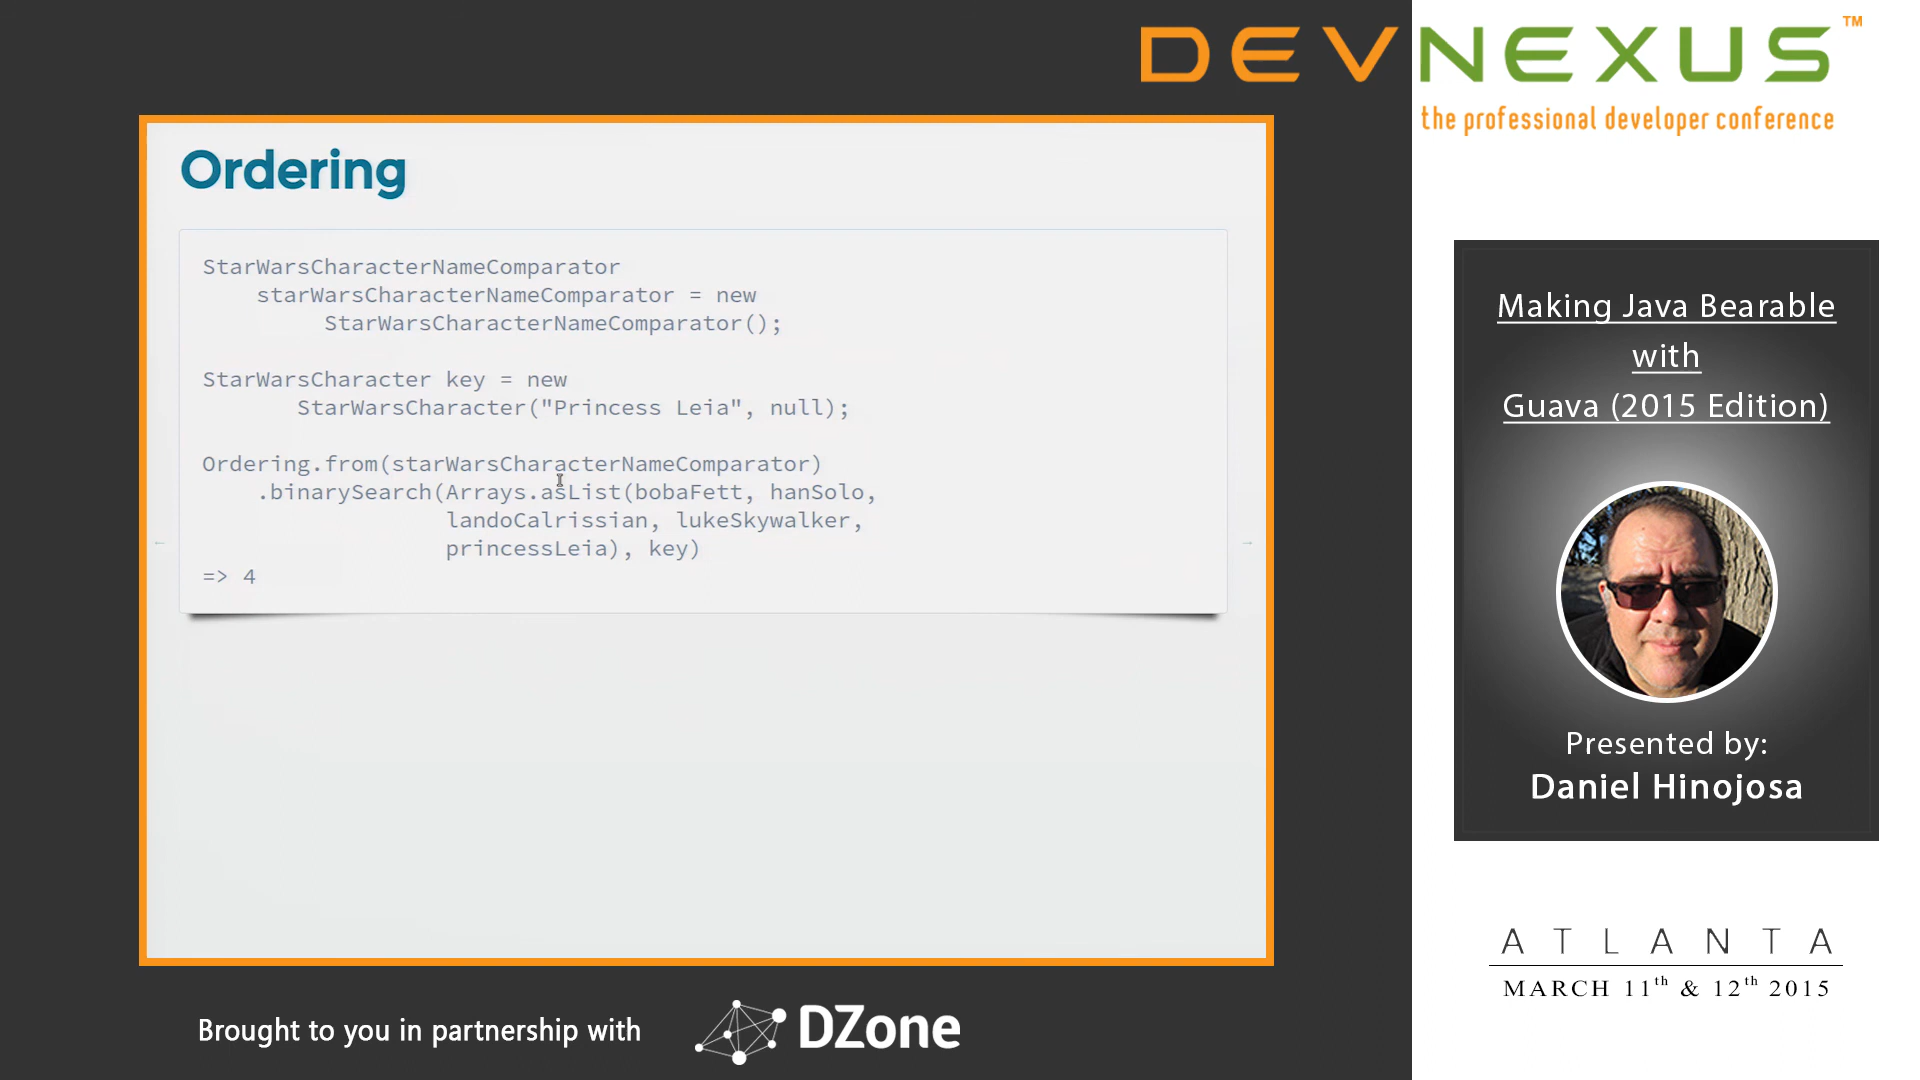 DEVNEXUS™
the professional developer conference
Ordering
StarWarsCharacterNameComparator
starWarsCharacterNameComparator = new
StarWarsCharacterNameComparator();
StarWarsCharacter key = new
StarWarsCharacter("Princess Leia", null);
Ordering.from(starWarsCharacterNameComparator)
.binarySearch(Arrays.asList(bobaFett, hanSolo,
landoCalrissian, lukeSkywalker,
princessLeia), key)
=> 4
Making Java Bearable
with
Guava (2015 Edition)
Presented by:
Daniel Hinojosa
ATLANTA
MARCH 11th & 12th 2015
Brought to you in partnership with
DZone